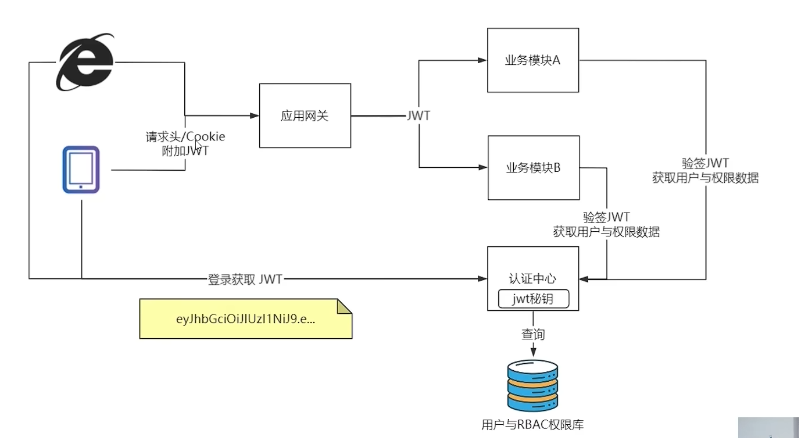 业务模块A
应用网关
JWT
请求头/Cookie
附加JWT
业务模块B
验签JWT
获取用户与权限数据
验签JWT
获取用户与权限数据
登录获取 JWT
认证中心
jwt秘钥
eyJhbGciOiJIUzI1NiJ9.e...
查询
用户与RBAC权限库